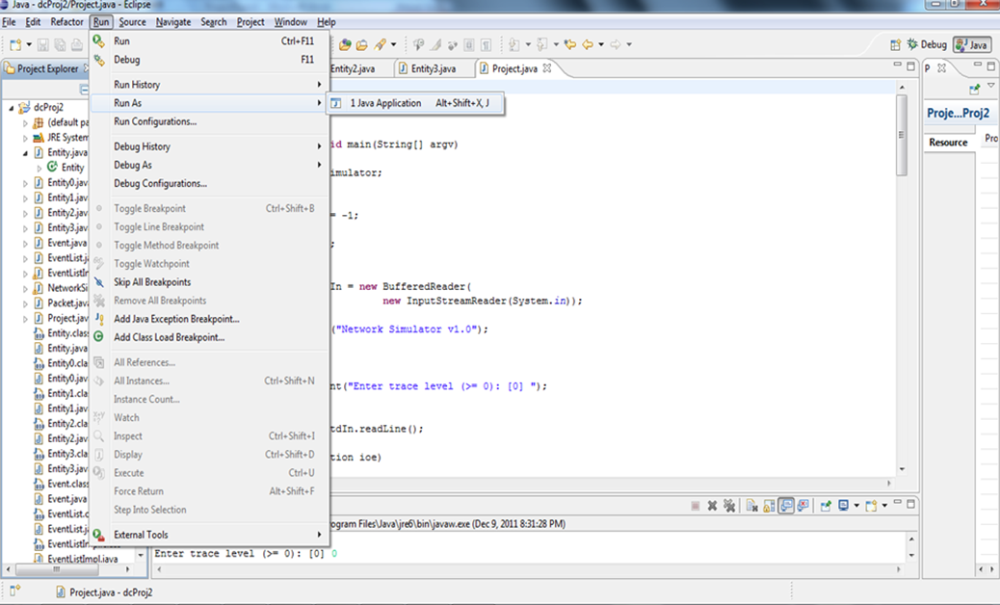 Java - dcProj2/Project.java - Eclipse
File Edit Refactor Run Source Navigate Search Project Window Help
Debug Java
Project Explorer
Entity2.java Entity3.java Project.java
P
dcProj2
(default pa
JRE System
Entity.java
Entity
Entity0.jav
Entity1.jav
Entity2.jav
Entity3.jav
Event.java
EventList.j
EventListIn
NetworkSi
Packet.java
Project.java
Entity.class
Entity.java
Entity0.cla
Entity0.jav
Entity1.cla
Entity1.jav
Entity2.cla
Entity2.jav
Entity3.cla
Entity3.jav
Event.class
Event.java
EventList.c
EventList.j
EventListImpl.java
Run Ctrl+F11
Debug F11
Run History
Run As
Run Configurations...
Debug History
Debug As
Debug Configurations...
Toggle Breakpoint Ctrl+Shift+B
Toggle Line Breakpoint
Toggle Method Breakpoint
Toggle Watchpoint
Skip All Breakpoints
Remove All Breakpoints
Add Java Exception Breakpoint...
Add Class Load Breakpoint...
All References...
All Instances... Ctrl+Shift+N
Instance Count...
Watch
Inspect Ctrl+Shift+I
Display Ctrl+Shift+D
Execute Ctrl+U
Force Return Alt+Shift+F
Step Into Selection
External Tools
1 Java Application Alt+Shift+X, J
id main(String[] argv)
imulator;
= -1;
;
In = new BufferedReader(
new InputStreamReader(System.in));
("Network Simulator v1.0");
nt("Enter trace level (>= 0): [0] ");
tdIn.readLine();
tion ioe)
Proje...Proj2
Resource Pro
ogram Files\Java\jre6\bin\javaw.exe (Dec 9, 2011 8:31:28 PM)
Enter trace level (>= 0): [0] 0
Project.java - dcProj2